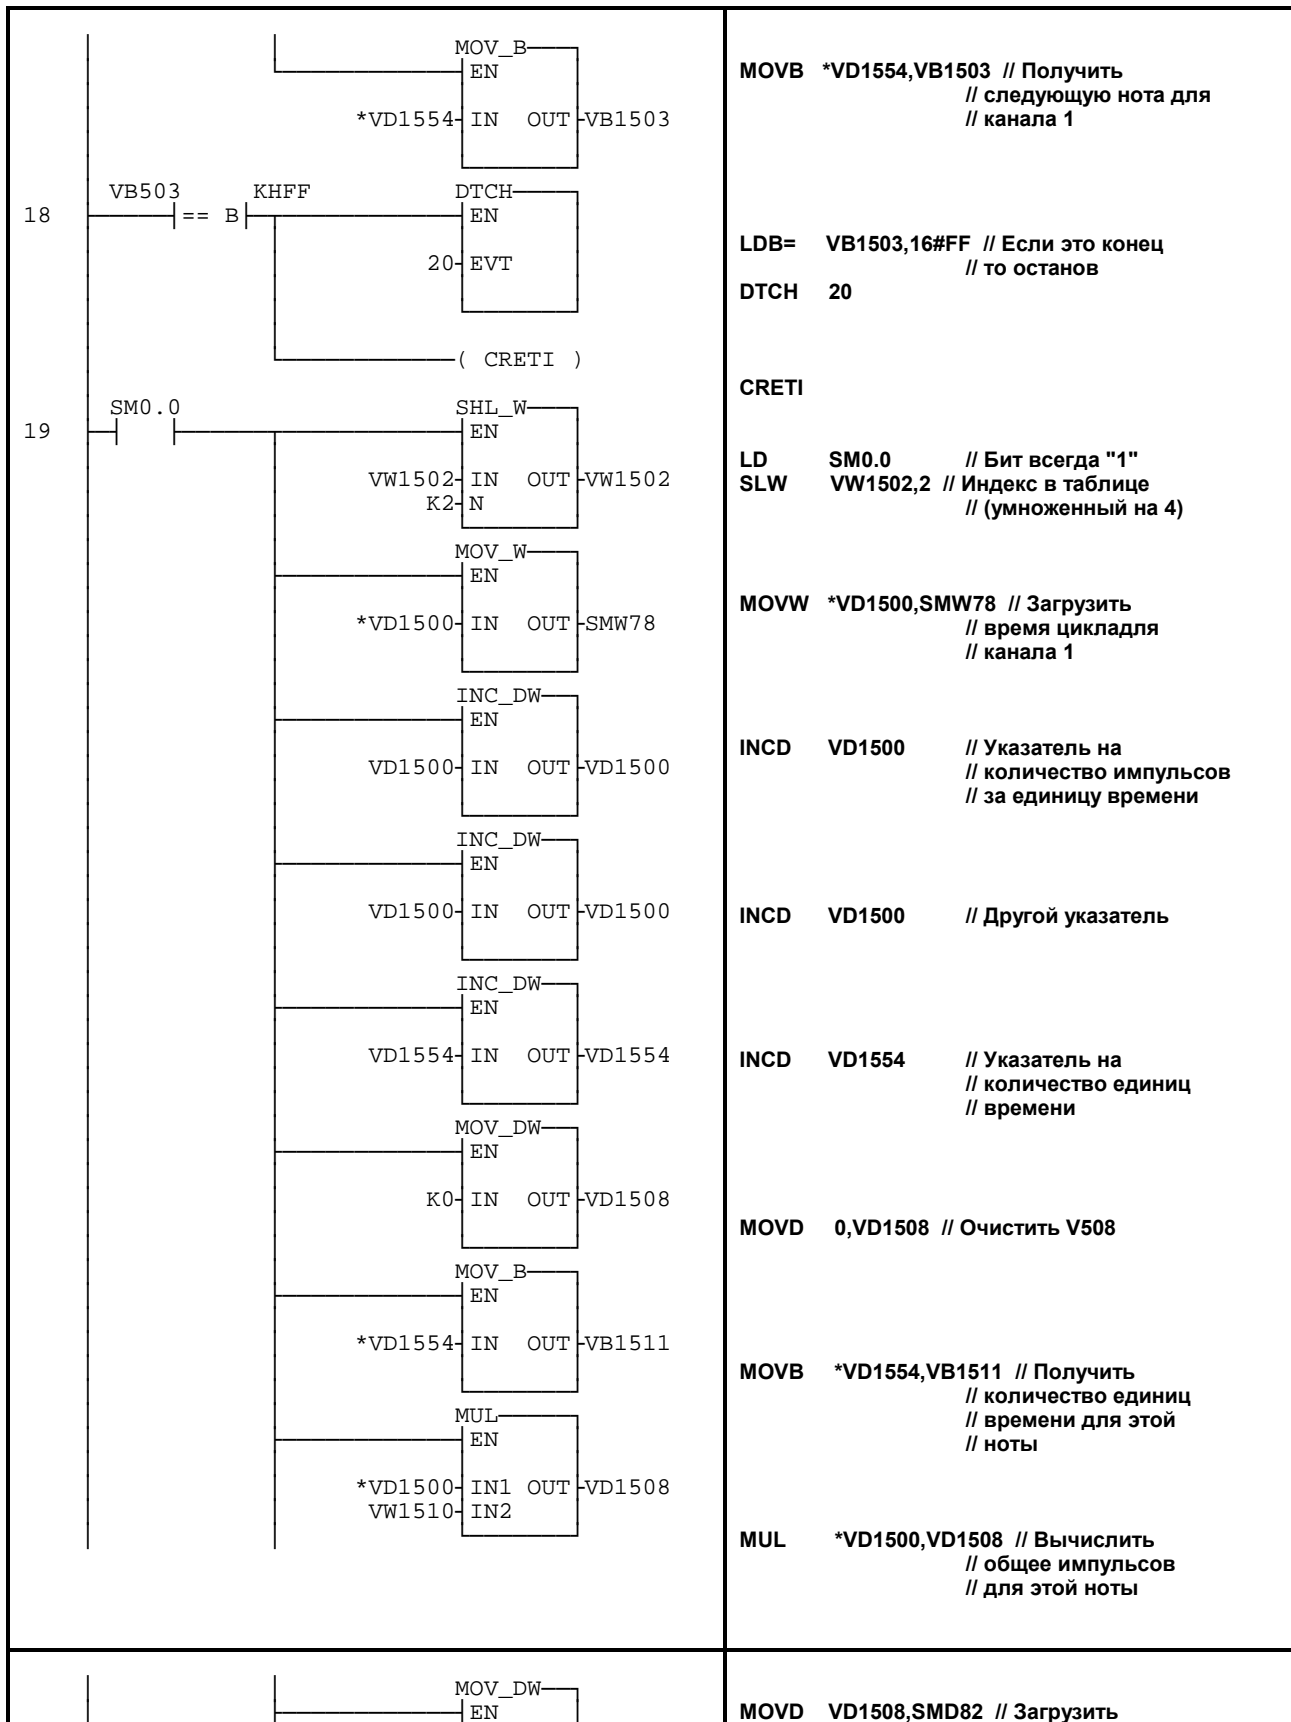 MOV_B
EN
*VD1554 IN OUT VB1503
MOVB *VD1554,VB1503 // Получить
// следующую нота для
// канала 1
18
VB503 KHFF
== B
DTCH
EN
20 EVT
( CRETI )
LDB= VB1503,16#FF // Если это конец
// то останов
DTCH 20
CRETI
19
SM0.0
SHL_W
EN
VW1502 IN OUT VW1502
K2 N
LD SM0.0 // Бит всегда "1"
SLW VW1502,2 // Индекс в таблице
// (умноженный на 4)
MOV_W
EN
*VD1500 IN OUT SMW78
MOVW *VD1500,SMW78 // Загрузить
// время цикладля
// канала 1
INC_DW
EN
VD1500 IN OUT VD1500
INCD VD1500 // Указатель на
// количество импульсов
// за единицу времени
INC_DW
EN
VD1500 IN OUT VD1500
INCD VD1500 // Другой указатель
INC_DW
EN
VD1554 IN OUT VD1554
INCD VD1554 // Указатель на
// количество единиц
// времени
MOV_DW
EN
K0 IN OUT VD1508
MOVD 0,VD1508 // Очистить V508
MOV_B
EN
*VD1554 IN OUT VB1511
MOVB *VD1554,VB1511 // Получить
// количество единиц
// времени для этой
// ноты
MUL
EN
*VD1500 IN1 OUT VD1508
VW1510 IN2
MUL *VD1500,VD1508 // Вычислить
// общее импульсов
// для этой ноты
MOV_DW
EN
MOVD VD1508,SMD82 // Загрузить